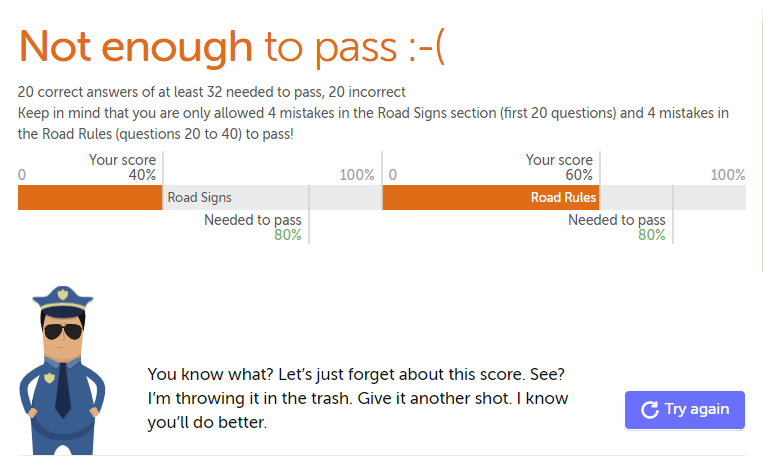 Not enough to pass :-(
20 correct answers of at least 32 needed to pass, 20 incorrect
Keep in mind that you are only allowed 4 mistakes in the Road Signs section (first 20 questions) and 4 mistakes in
the Road Rules (questions 20 to 40) to pass!
Your score Your score
0 40% 100% 0 60% 100%
Road Signs Road Rules
Needed to pass Needed to pass
80% 80%
You know what? Let's just forget about this score. See?
I'm throwing it in the trash. Give it another shot. I know
you'll do better.
Try again